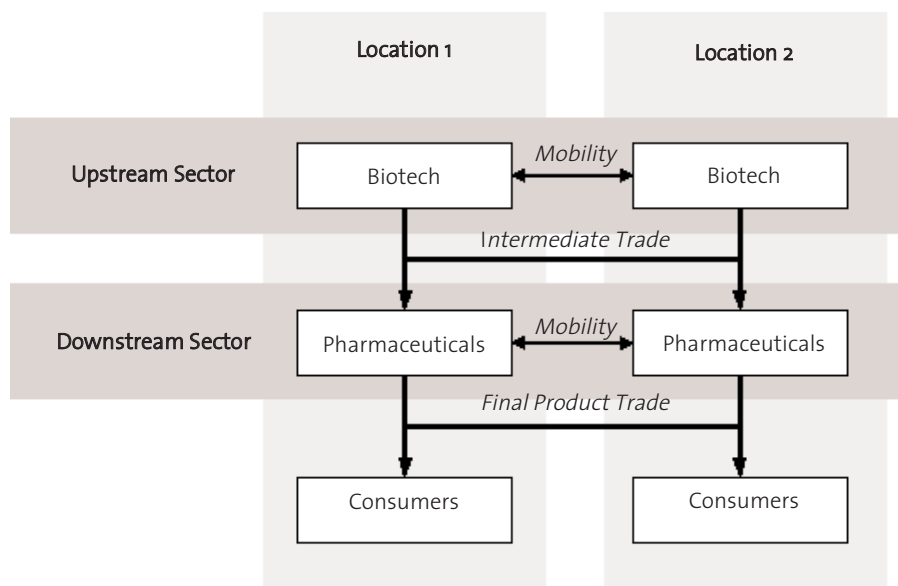 Location 1
Location 2
Upstream Sector
Biotech
Mobility
Biotech
Intermediate Trade
Downstream Sector
Pharmaceuticals
Mobility
Pharmaceuticals
Final Product Trade
Consumers
Consumers